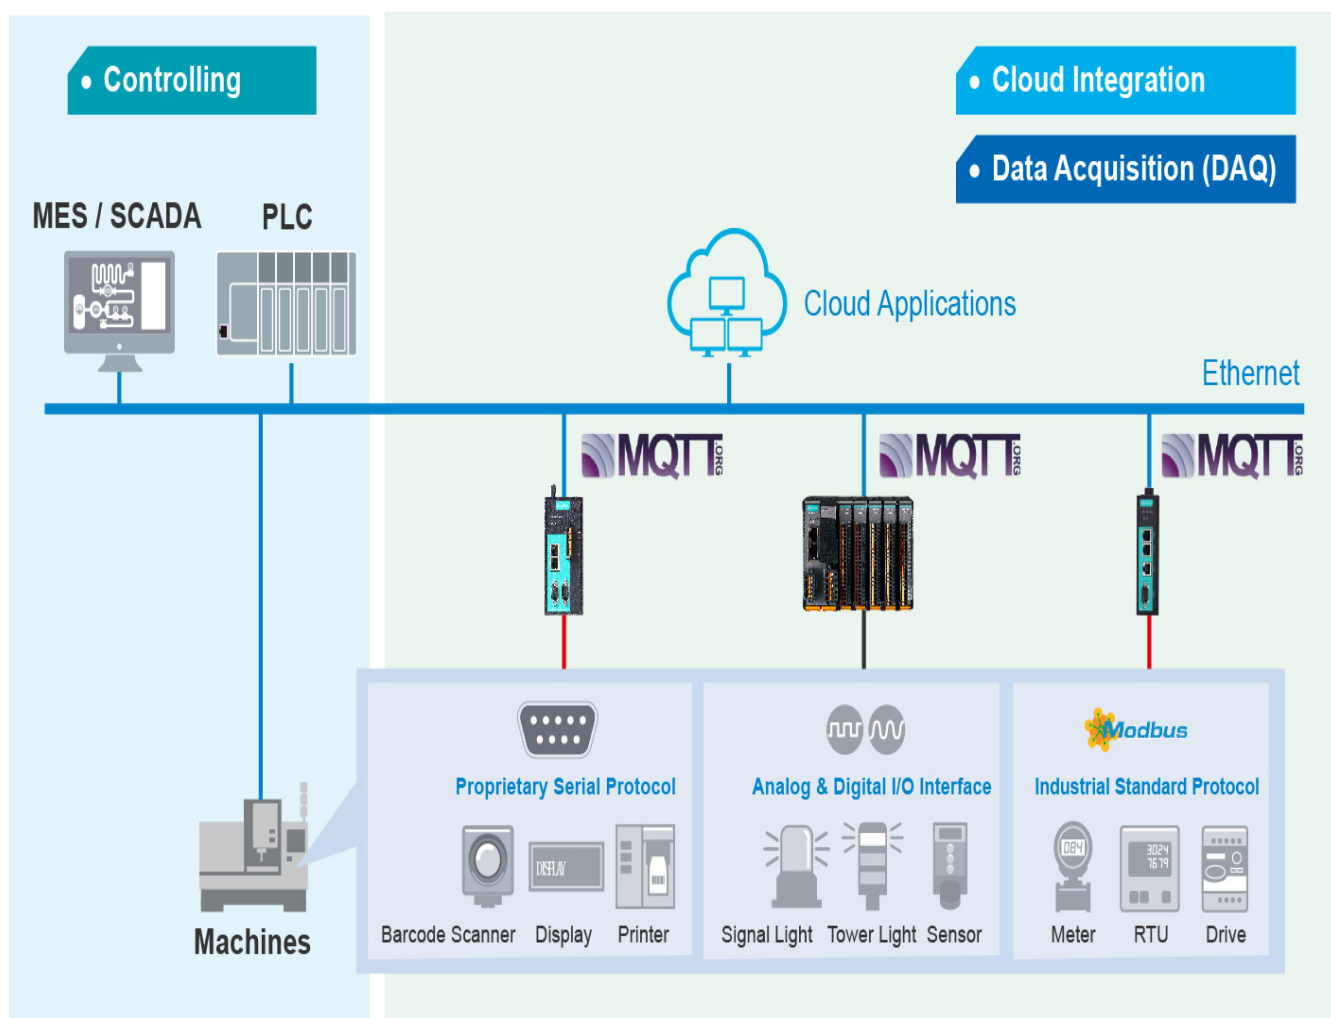 Controlling
Cloud Integration
Data Acquisition (DAQ)
MES / SCADA
PLC
Cloud Applications
Ethernet
MQTT.ORG
MQTT.ORG
MQTT.ORG
Modbus
Proprietary Serial Protocol
Analog & Digital I/O Interface
Industrial Standard Protocol
DISPLAY
084
3024
7679
Barcode Scanner
Display
Printer
Signal Light
Tower Light
Sensor
Meter
RTU
Drive
Machines